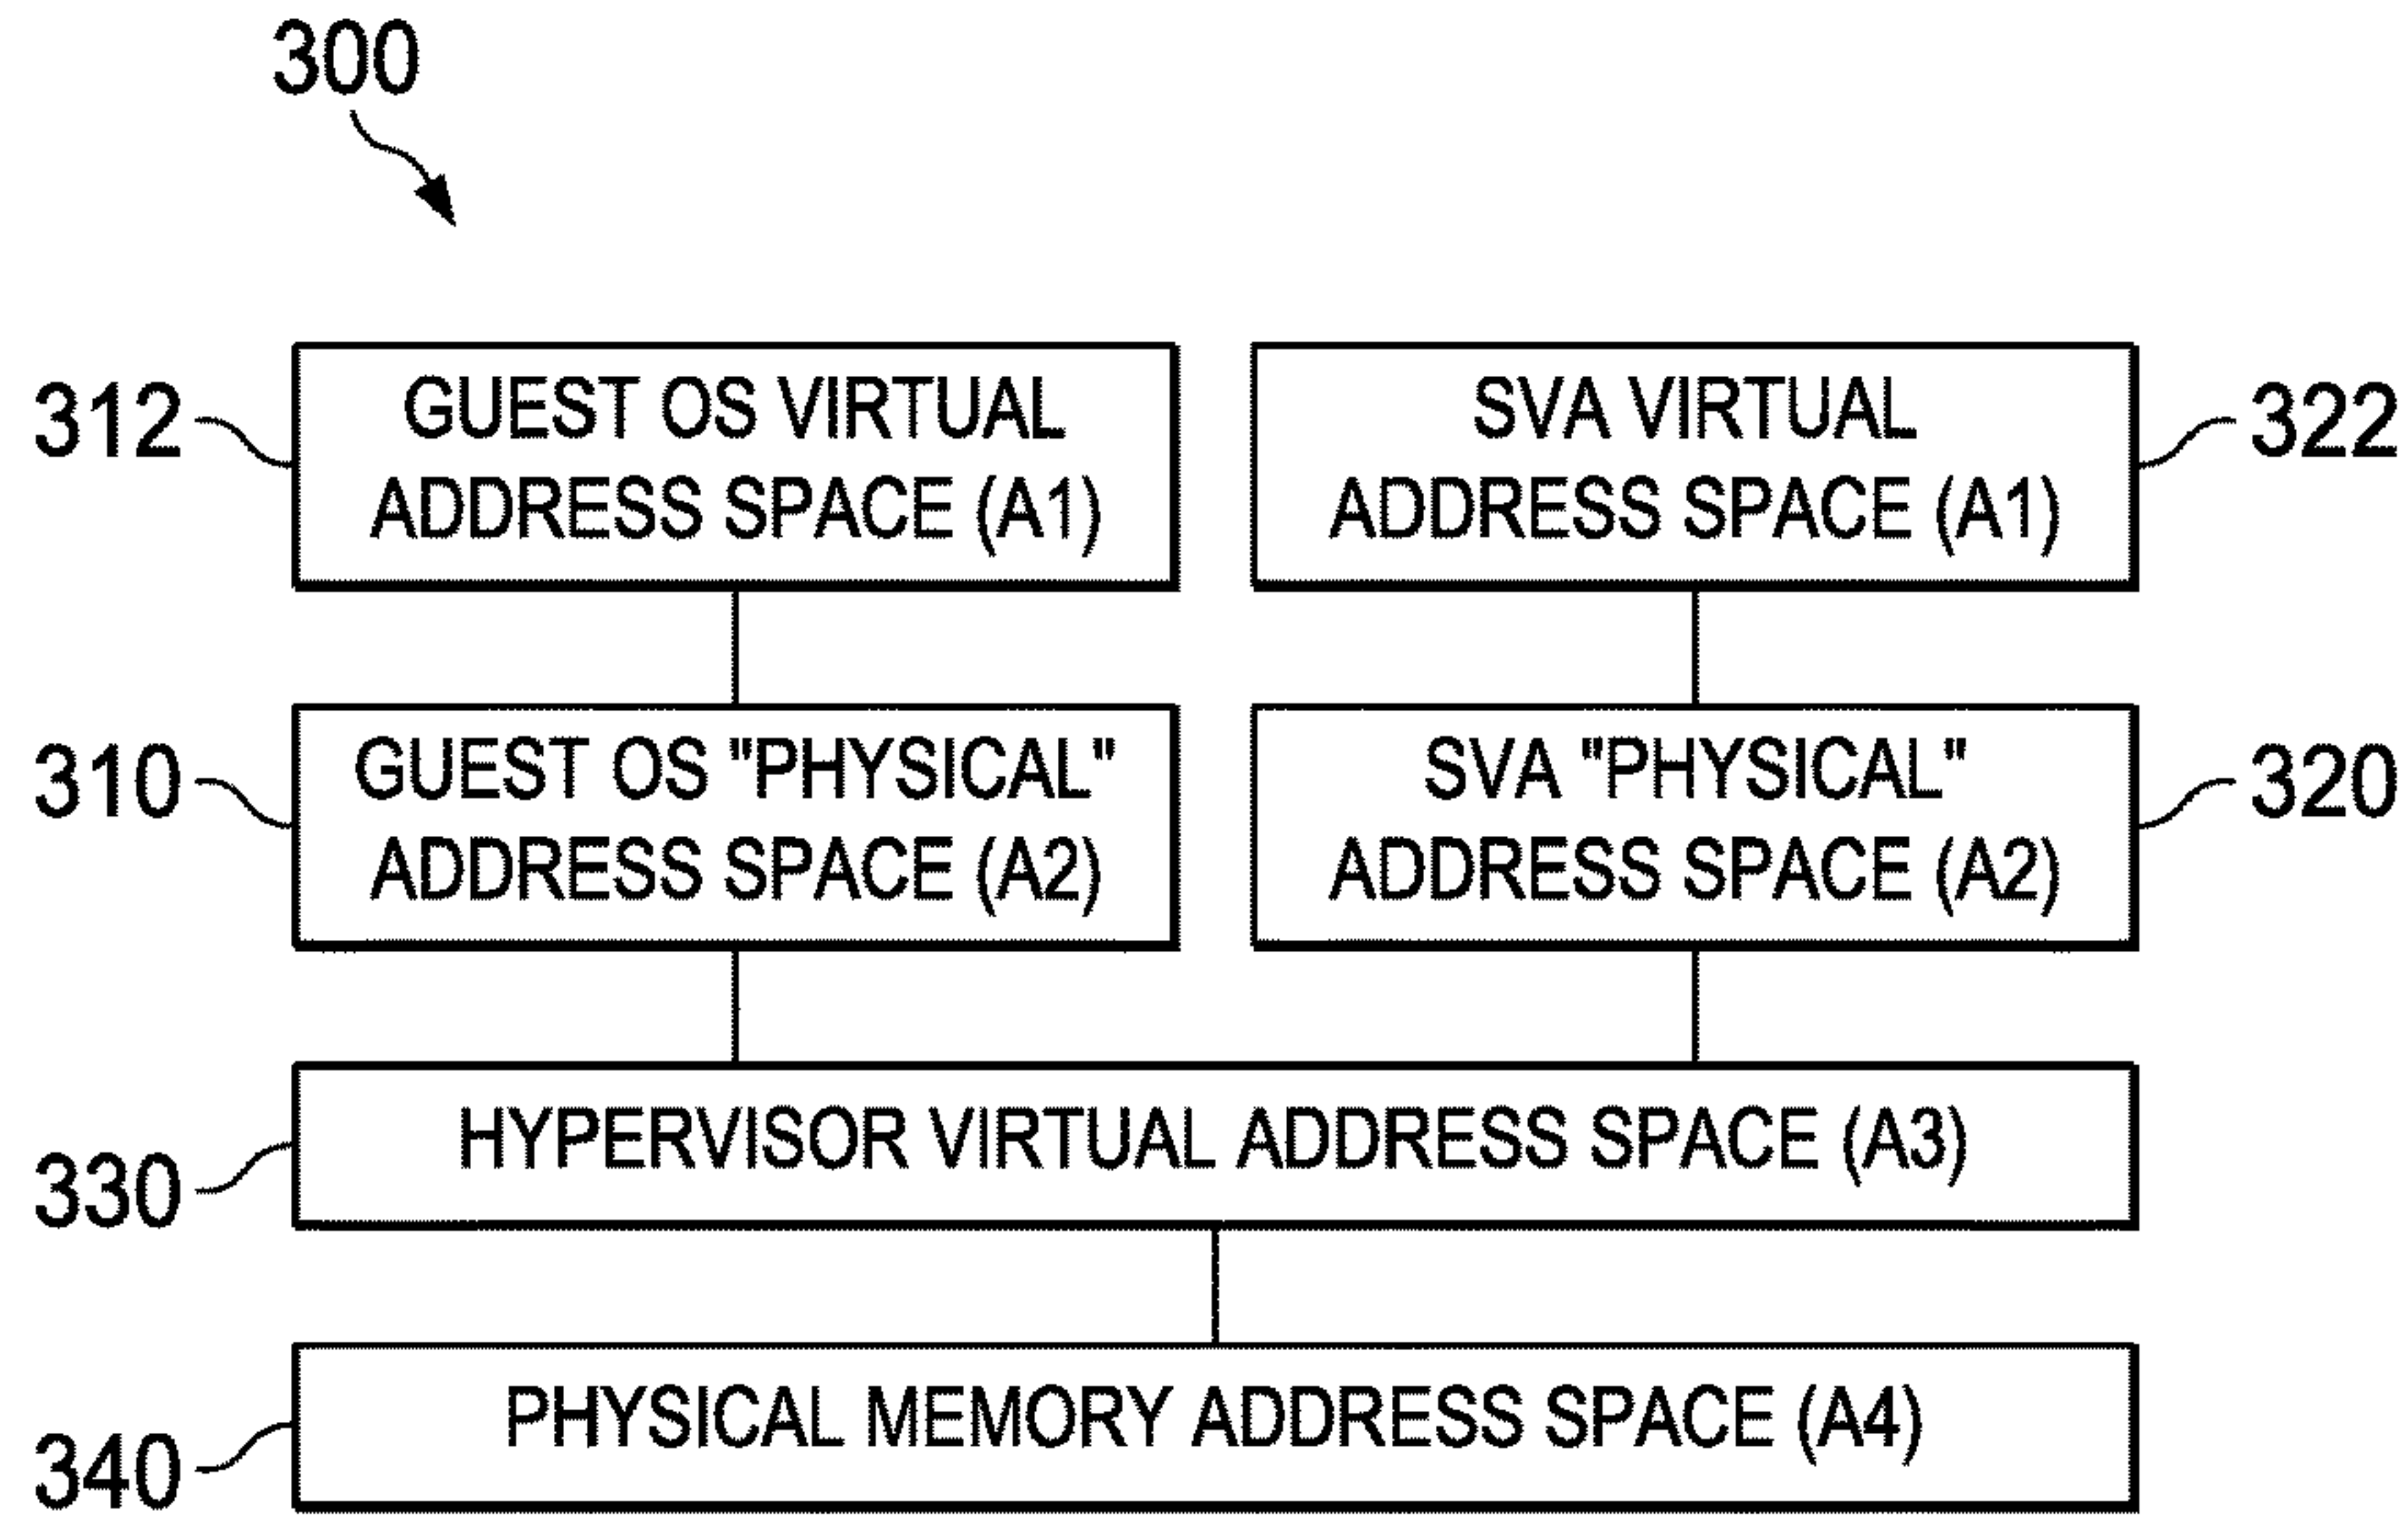 300
312
GUEST OS VIRTUAL
ADDRESS SPACE (A1)
SVA VIRTUAL
ADDRESS SPACE (A1)
322
310
GUEST OS "PHYSICAL"
ADDRESS SPACE (A2)
SVA "PHYSICAL"
ADDRESS SPACE (A2)
320
330
HYPERVISOR VIRTUAL ADDRESS SPACE (A3)
340
PHYSICAL MEMORY ADDRESS SPACE (A4)